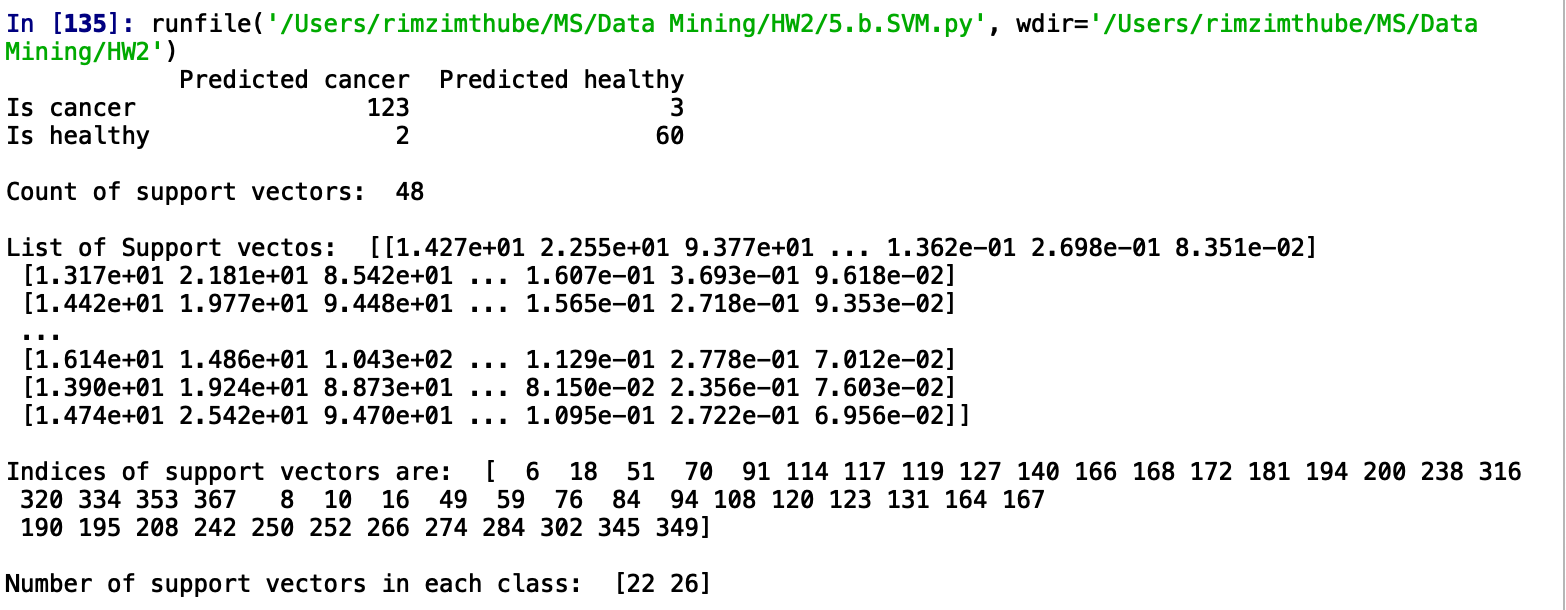 In [135]: runfile('/Users/rimzimthube/MS/Data Mining/HW2/5.b.SVM.py', wdir='/Users/rimzimthube/MS/Data
Mining/HW2')
Predicted cancer  Predicted healthy
Is cancer 123 3
Is healthy 2 60
Count of support vectors:  48
List of Support vectos:  [[1.427e+01 2.255e+01 9.377e+01 ... 1.362e-01 2.698e-01 8.351e-02]
[1.317e+01 2.181e+01 8.542e+01 ... 1.607e-01 3.693e-01 9.618e-02]
[1.442e+01 1.977e+01 9.448e+01 ... 1.565e-01 2.718e-01 9.353e-02]
...
[1.614e+01 1.486e+01 1.043e+02 ... 1.129e-01 2.778e-01 7.012e-02]
[1.390e+01 1.924e+01 8.873e+01 ... 8.150e-02 2.356e-01 7.603e-02]
[1.474e+01 2.542e+01 9.470e+01 ... 1.095e-01 2.722e-01 6.956e-02]]
Indices of support vectors are:  [  6  18  51  70  91 114 117 119 127 140 166 168 172 181 194 200 238 316
320 334 353 367   8  10  16  49  59  76  84  94 108 120 123 131 164 167
190 195 208 242 250 252 266 274 284 302 345 349]
Number of support vectors in each class:  [22 26]